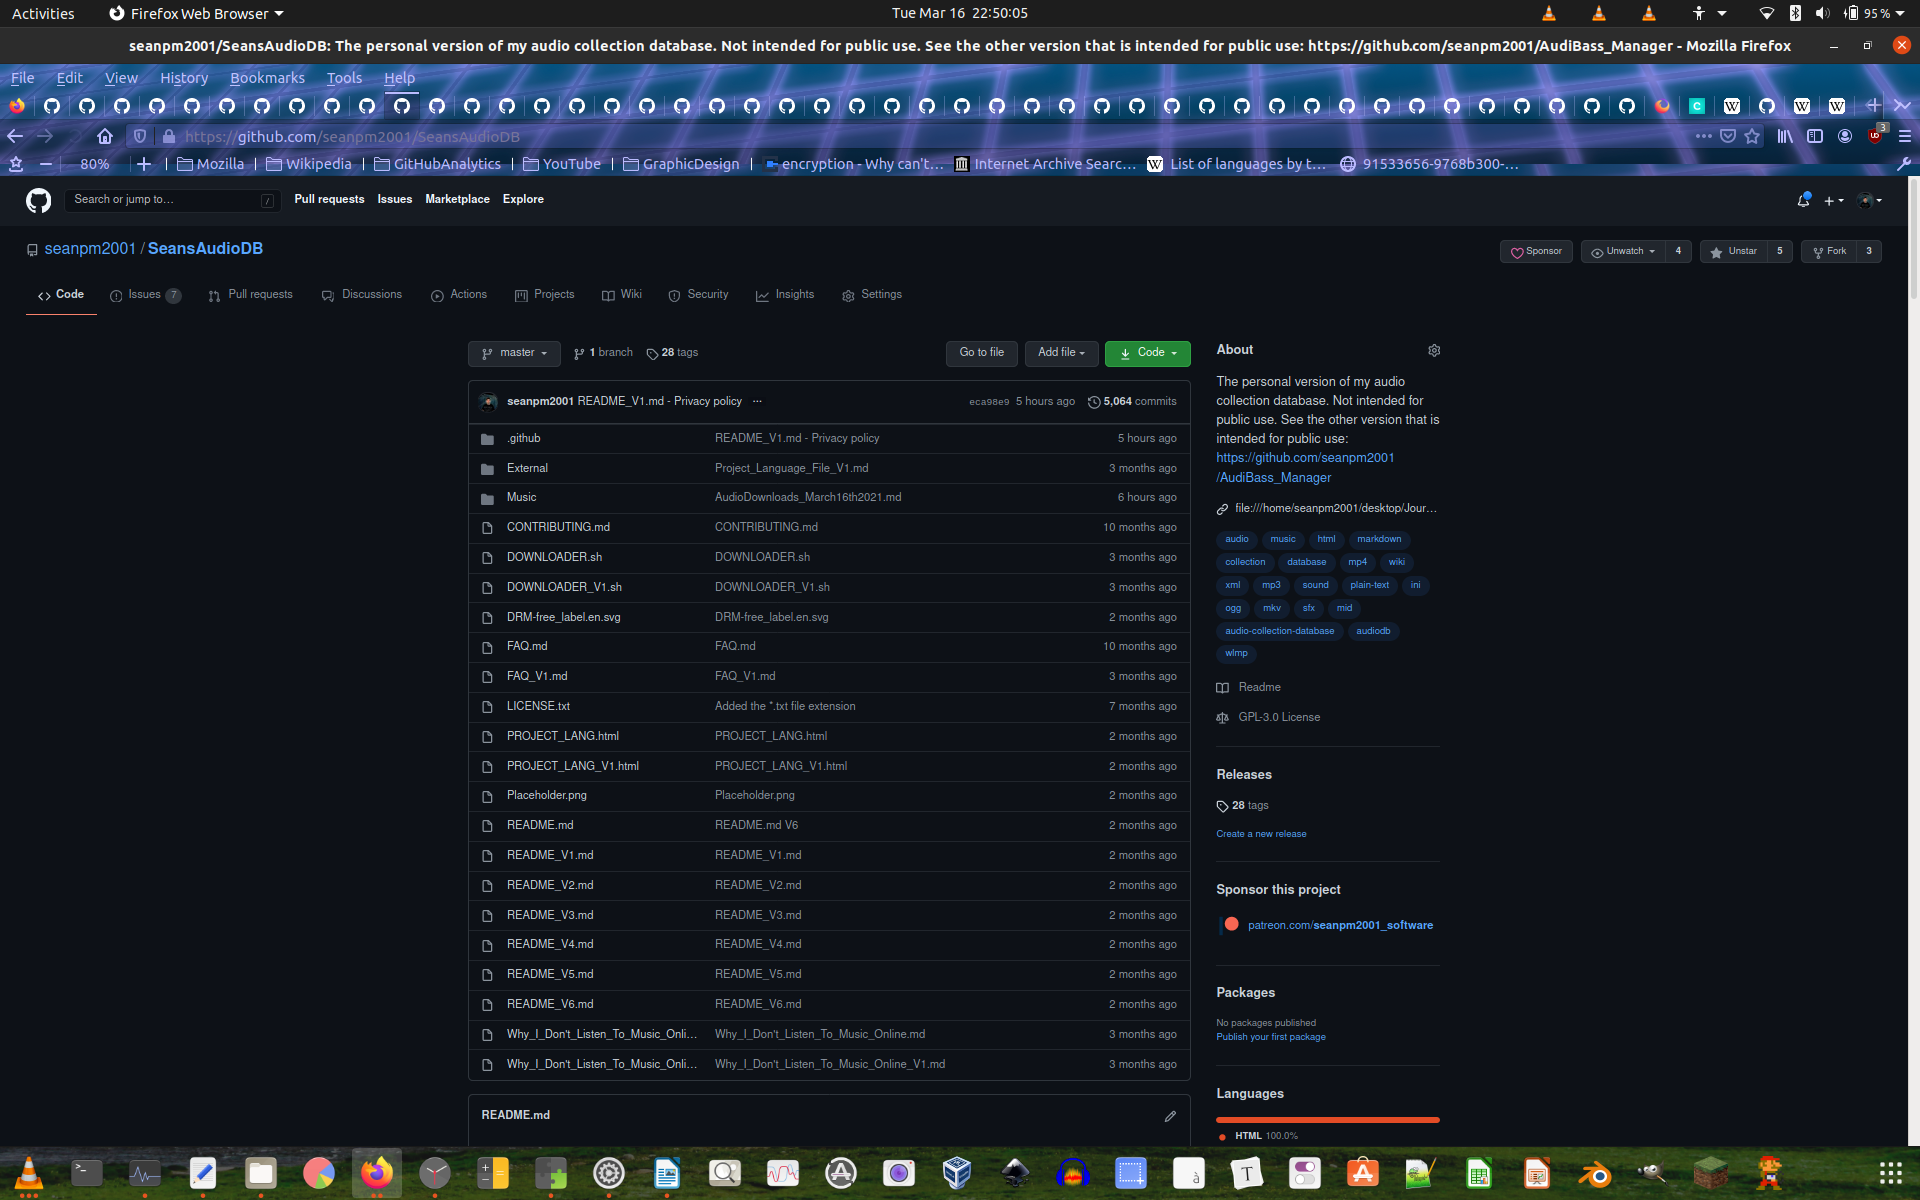 Activities Firefox Web Browser Tue Mar 16 22:50:05 95 %
seanpm2001/SeansAudioDB: The personal version of my audio collection database. Not intended for public use. See the other version that is intended for public use: https://github.com/seanpm2001/AudiBass_Manager - Mozilla Firefox
File Edit View History Bookmarks Tools Help
https://github.com/seanpm2001/SeansAudioDB 3
80% Mozilla Wikipedia GitHubAnalytics YouTube GraphicDesign encryption - Why can't… Internet Archive Searc… List of languages by t… 91533656-9768b300-…
Search or jump to… / Pull requests Issues Marketplace Explore
seanpm2001 / SeansAudioDB Sponsor Unwatch 4 Unstar 5 Fork 3
Code Issues 7 Pull requests Discussions Actions Projects Wiki Security Insights Settings
master 1 branch 28 tags Go to file Add file Code
seanpm2001 README_V1.md - Privacy policy ... eca98e9 5 hours ago 5,064 commits
.github README_V1.md - Privacy policy 5 hours ago
External Project_Language_File_V1.md 3 months ago
Music AudioDownloads_March16th2021.md 6 hours ago
CONTRIBUTING.md CONTRIBUTING.md 10 months ago
DOWNLOADER.sh DOWNLOADER.sh 3 months ago
DOWNLOADER_V1.sh DOWNLOADER_V1.sh 3 months ago
DRM-free_label.en.svg DRM-free_label.en.svg 2 months ago
FAQ.md FAQ.md 10 months ago
FAQ_V1.md FAQ_V1.md 3 months ago
LICENSE.txt Added the *.txt file extension 7 months ago
PROJECT_LANG.html PROJECT_LANG.html 2 months ago
PROJECT_LANG_V1.html PROJECT_LANG_V1.html 2 months ago
Placeholder.png Placeholder.png 2 months ago
README.md README.md V6 2 months ago
README_V1.md README_V1.md 2 months ago
README_V2.md README_V2.md 2 months ago
README_V3.md README_V3.md 2 months ago
README_V4.md README_V4.md 2 months ago
README_V5.md README_V5.md 2 months ago
README_V6.md README_V6.md 2 months ago
Why_I_Don't_Listen_To_Music_Onli… Why_I_Don't_Listen_To_Music_Online.md 3 months ago
Why_I_Don't_Listen_To_Music_Onli… Why_I_Don't_Listen_To_Music_Online_V1.md 3 months ago
README.md
About
The personal version of my audio
collection database. Not intended for
public use. See the other version that is
intended for public use:
https://github.com/seanpm2001
/AudiBass_Manager
file:///home/seanpm2001/desktop/Jour…
audio music html markdown
collection database mp4 wiki
xml mp3 sound plain-text ini
ogg mkv sfx mid
audio-collection-database audiodb
wlmp
Readme
GPL-3.0 License
Releases
28 tags
Create a new release
Sponsor this project
patreon.com/seanpm2001_software
Packages
No packages published
Publish your first package
Languages
HTML 100.0%